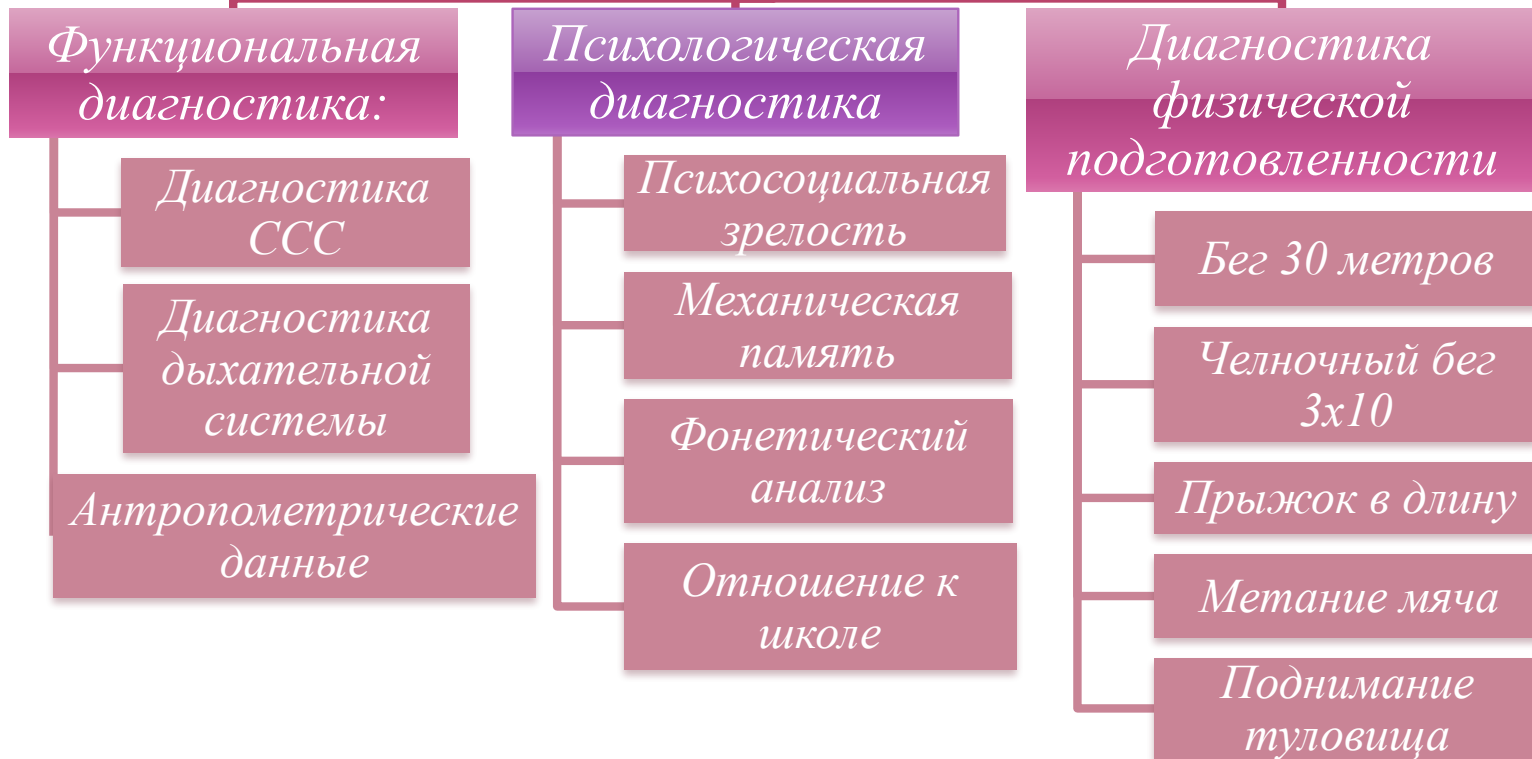 Функциональная
диагностика:
Диагностика
ССС
Диагностика
дыхательной
системы
Антропометрические
данные
Психологическая
диагностика
Психосоциальная
зрелость
Механическая
память
Фонетический
анализ
Отношение к
школе
Диагностика
физической
подготовленности
Бег 30 метров
Челночный бег
3х10
Прыжок в длину
Метание мяча
Поднимание
туловища